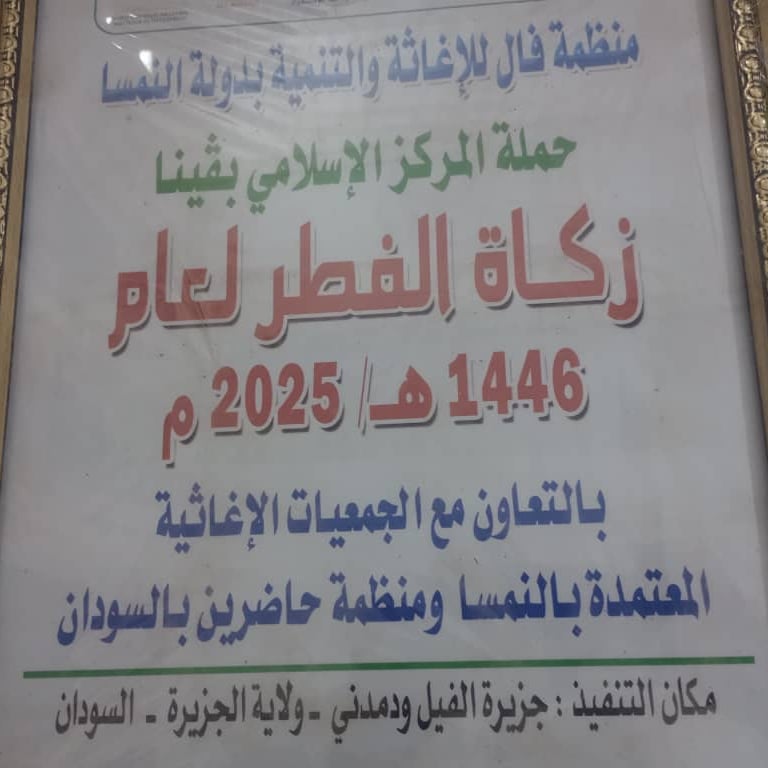 منظمة فال للإغاثة والتنمية بدولة النمسا
حملة المركز الإسلامي بڤينا
زكاة الفطر لعام
1446 هـ/ 2025 م
بالتعاون مع الجمعيات الإغاثية
المعتمدة بالنمسا ومنظمة حاضرين بالسودان
مكان التنفيذ : جزيرة الفيل ودمدني - ولاية الجزيرة - السودان